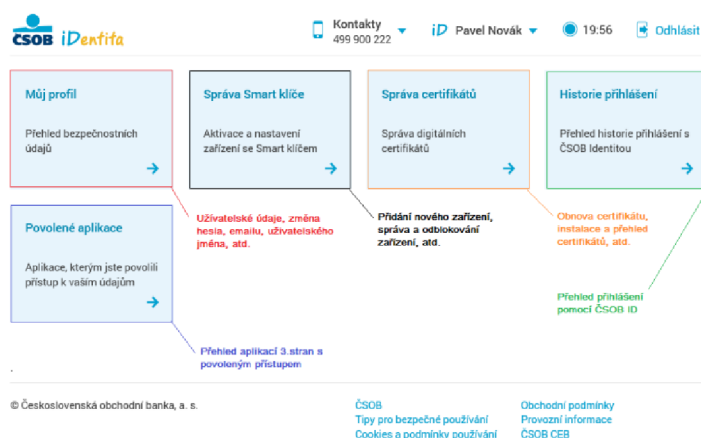 ČSOB iDentita
Kontakty
499 900 222
iD Pavel Novák
19:56
Odhlásit
Můj profil
Přehled bezpečnostních
údajů
Správa Smart klíče
Aktivace a nastavení
zařízení se Smart klíčem
Správa certifikátů
Správa digitálních
certifikátů
Historie přihlášení
Přehled historie přihlášení s
ČSOB Identitou
Užívatelské údaje, změna
hesla, emailu, uživatelského
jména, atd.
Přidání nového zařízení,
správa a odblokování
zařízení, atd.
Obnova certifikátu,
instalace a přehled
certifikátů, atd.
Povolené aplikace
Aplikace, kterým jste povolili
přístup k vašim údajům
Přehled přihlášení
pomocí ČSOB ID
Přehled aplikací 3.stran s
povoleným přístupem
© Československá obchodní banka, a. s.
ČSOB
Tipy pro bezpečné používání
Cookies a podmínky používání
Obchodní podmínky
Provozní informace
ČSOB CEB